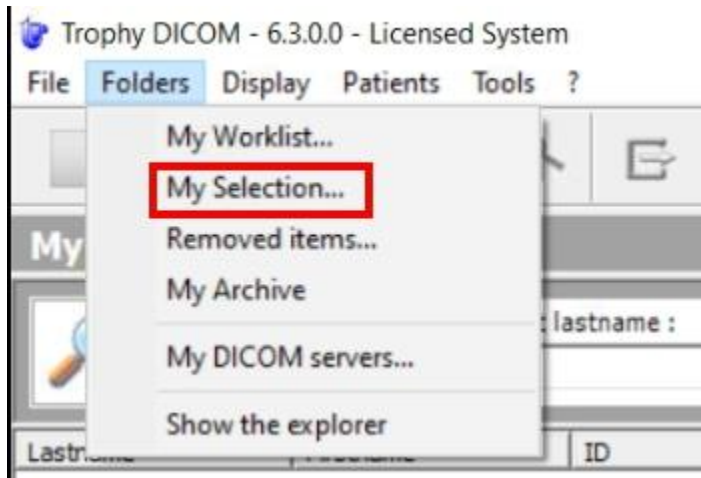 Trophy DICOM - 6.3.0.0 - Licensed System
File Folders Display Patients Tools ?
My Worklist...
My Selection...
Removed items...
My Archive
My DICOM servers...
Show the explorer
My
lastname :
ID